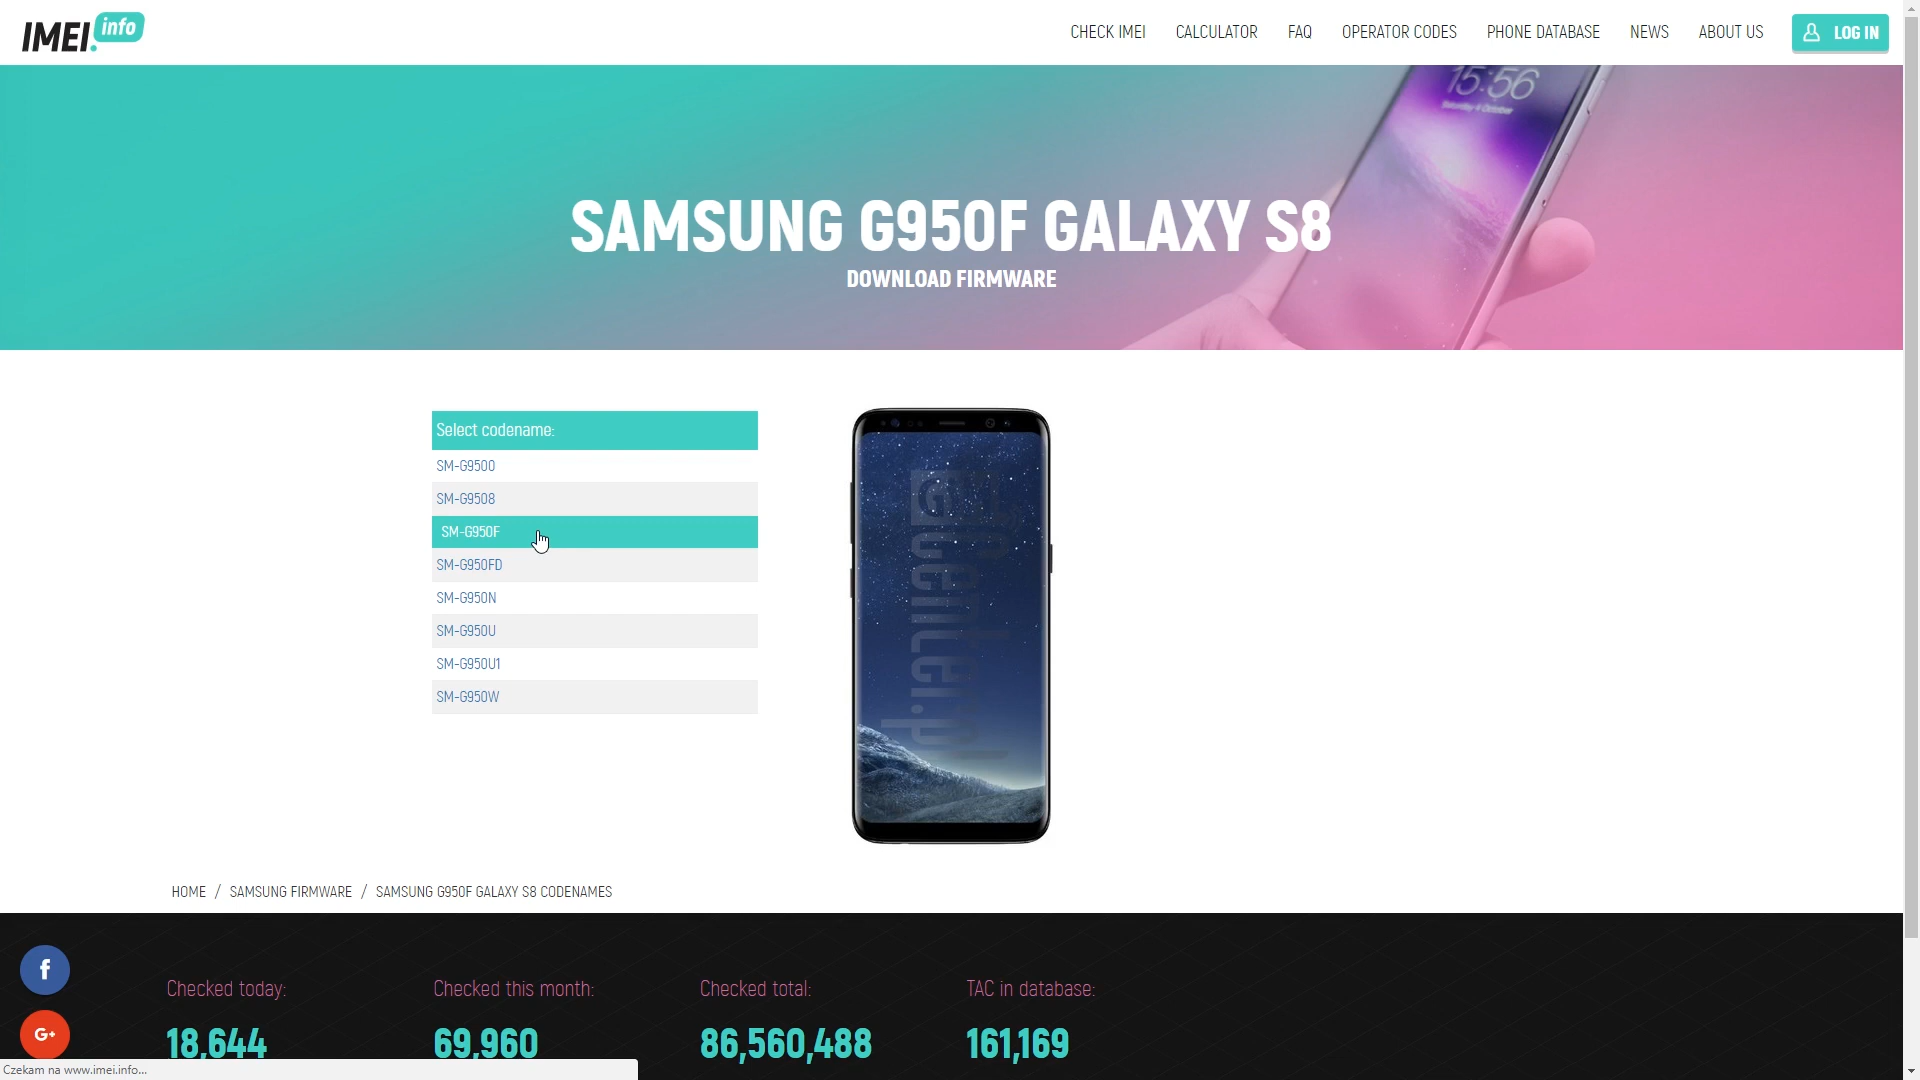 IMEI.info
CHECK IMEI CALCULATOR FAQ OPERATOR CODES PHONE DATABASE NEWS ABOUT US LOG IN
15:56
Saturday 4 October
SAMSUNG G950F GALAXY S8
DOWNLOAD FIRMWARE
Select codename:
SM-G9500
SM-G9508
SM-G950F
SM-G950FD
SM-G950N
SM-G950U
SM-G950U1
SM-G950W
HOME / SAMSUNG FIRMWARE / SAMSUNG G950F GALAXY S8 CODENAMES
f
G+
Checked today: Checked this month: Checked total: TAC in database:
18,644 69,960 86,560,488 161,169
Czekam na www.imei.info...